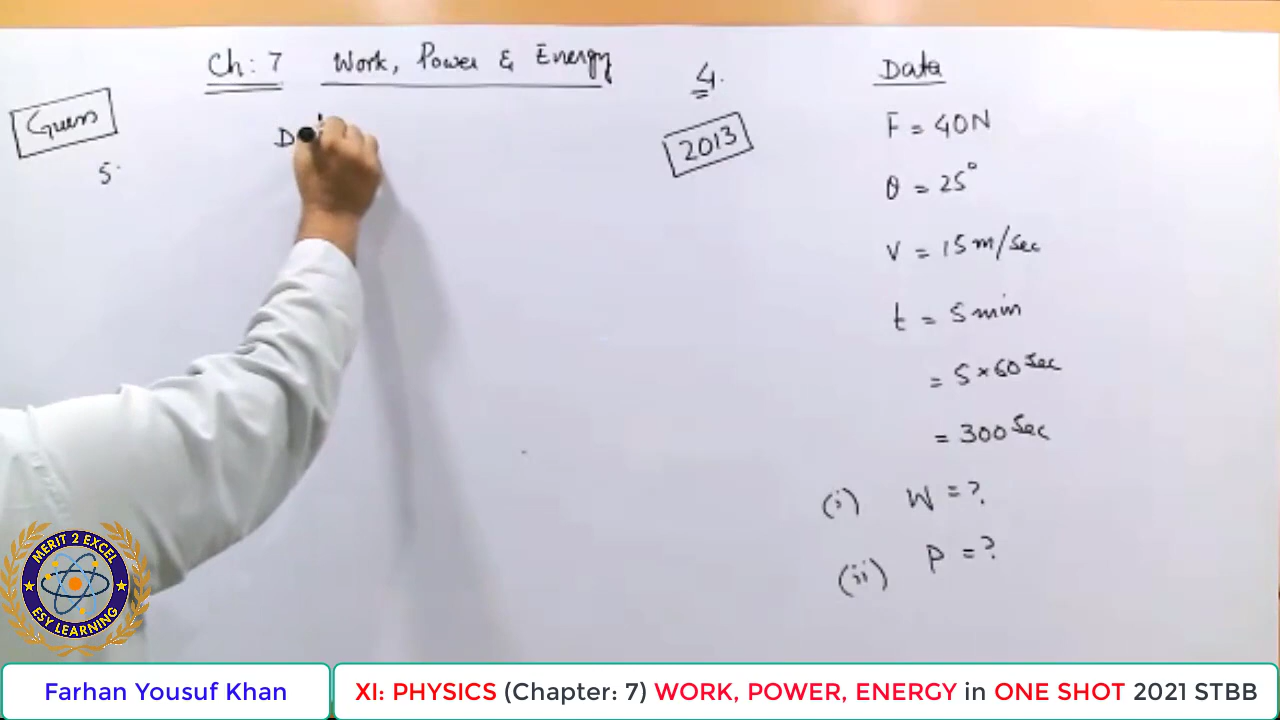 Ch: 7 Work, Power & Energy
Guess
5.
D
4.
2013
Data
F = 40N
θ = 25°
V = 15 m/sec
t = 5 min
= 5 × 60 Sec
= 300 Sec
(i) W = ?
(ii) P = ?
MERIT 2 EXCEL
ESY LEARNING
Farhan Yousuf Khan
XI: PHYSICS (Chapter: 7) WORK, POWER, ENERGY in ONE SHOT 2021 STBB